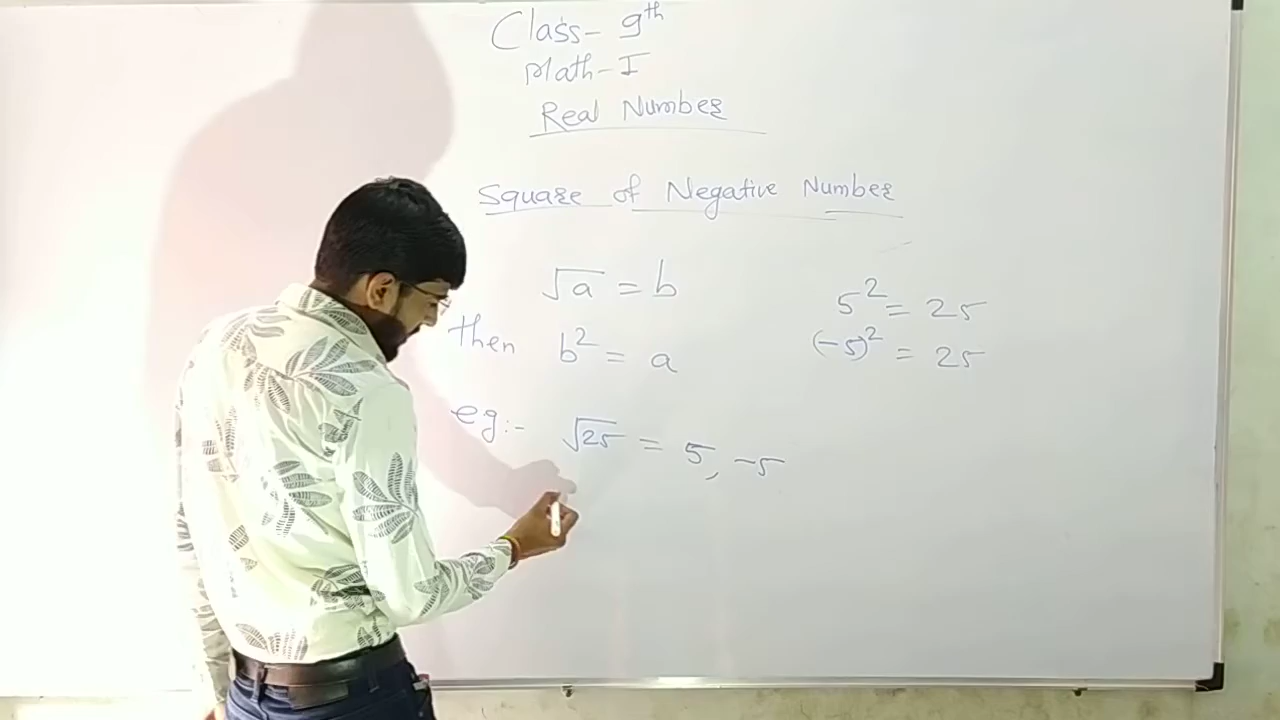 Class- 9th
Math-I
Real Number
Square of Negative Number
√a = b
then b² = a
5² = 25
(-5)² = 25
eg:- √25 = 5, -5